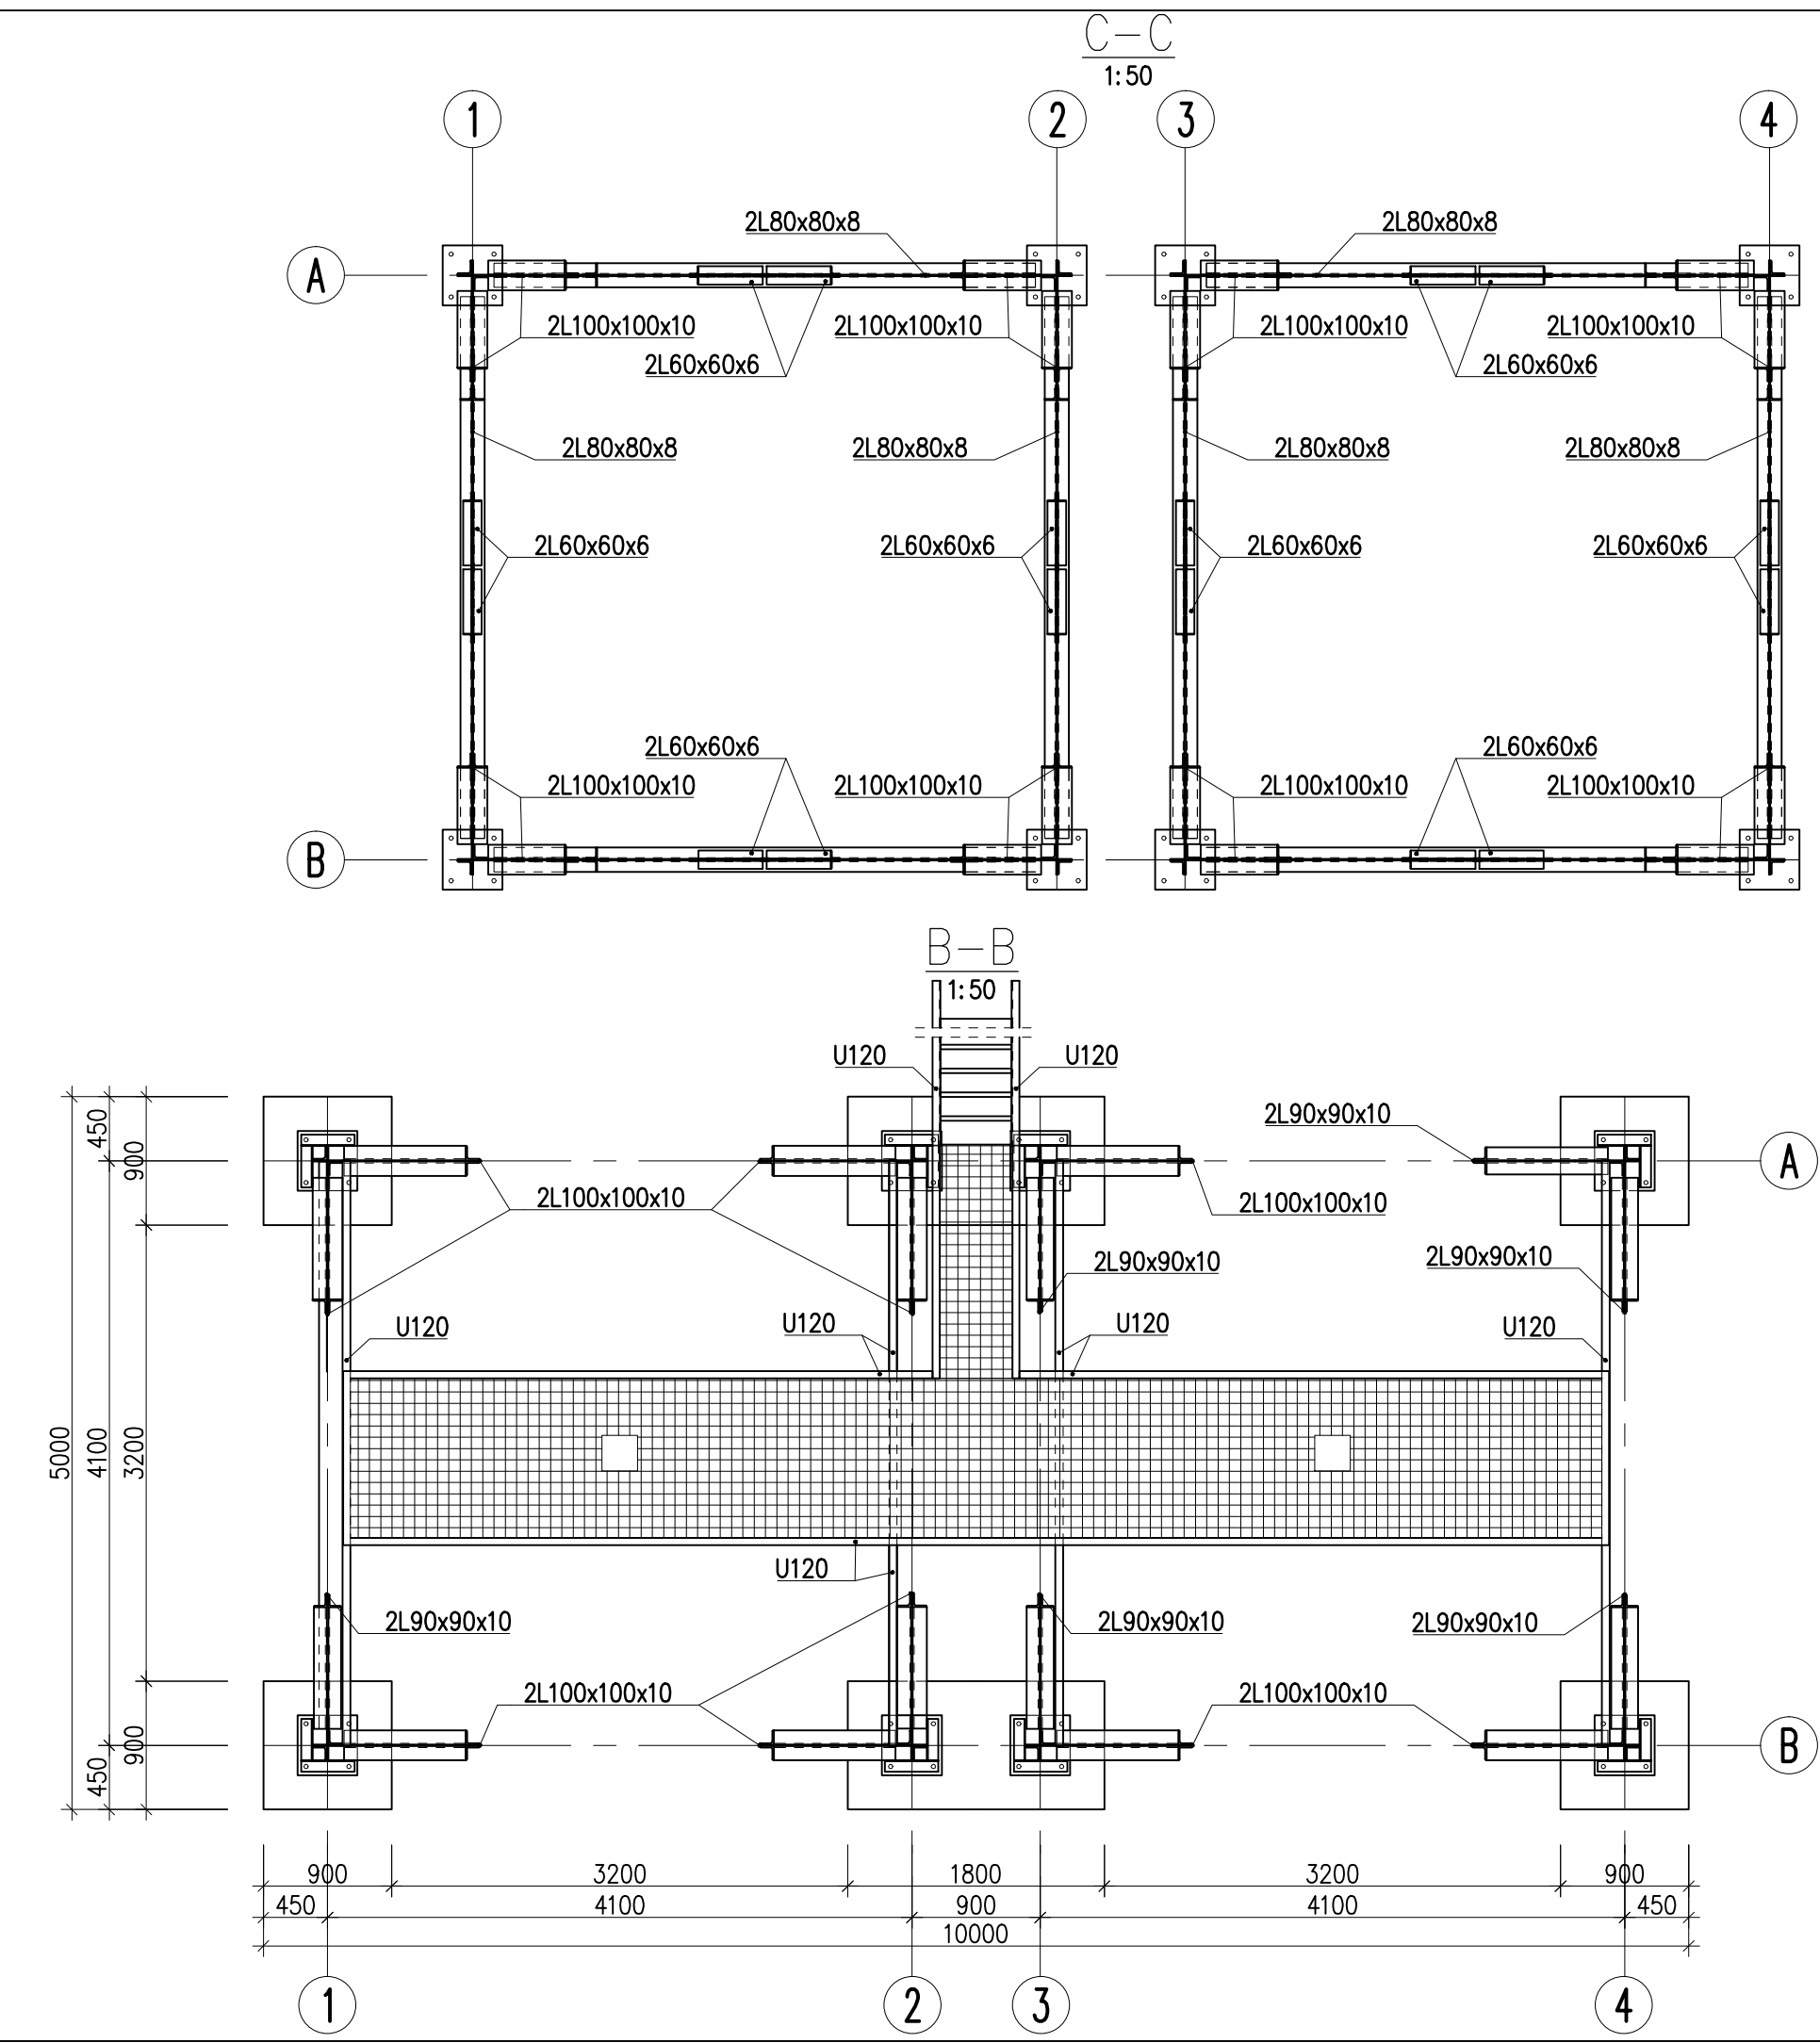 C-C
1:50
1 2 3 4
2L80x80x8 2L80x80x8
A
2L100x100x10 2L100x100x10 2L100x100x10 2L100x100x10
2L60x60x6 2L60x60x6
2L80x80x8 2L80x80x8 2L80x80x8 2L80x80x8
2L60x60x6 2L60x60x6 2L60x60x6 2L60x60x6
2L60x60x6 2L60x60x6
2L100x100x10 2L100x100x10 2L100x100x10 2L100x100x10
B
B-B
1:50
U120 U120
2L90x90x10
450
900
A
2L100x100x10 2L100x100x10
2L90x90x10 2L90x90x10
U120 U120 U120 U120
5000 4100 3200
U120
2L90x90x10 2L90x90x10 2L90x90x10
2L100x100x10 2L100x100x10
900
450
B
900 3200 1800 3200 900
450 4100 900 4100 450
10000
1 2 3 4